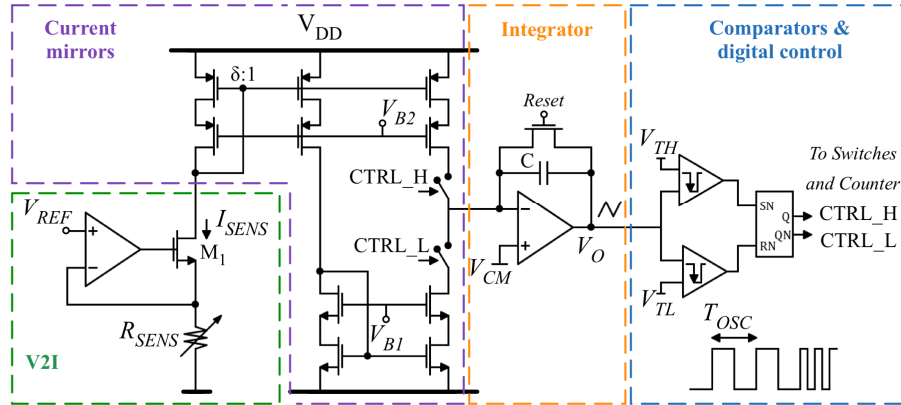 Current
mirrors
V_DD
Integrator
Comparators &
digital control
δ:1
V_B2
Reset
C
CTRL_H
CTRL_L
V_REF
+
−
I_SENS
M_1
R_SENS
V2I
V_B1
−
+
V_CM
V_O
V_TH
V_TL
SN
RN
Q
QN
To Switches
and Counter
CTRL_H
CTRL_L
T_OSC